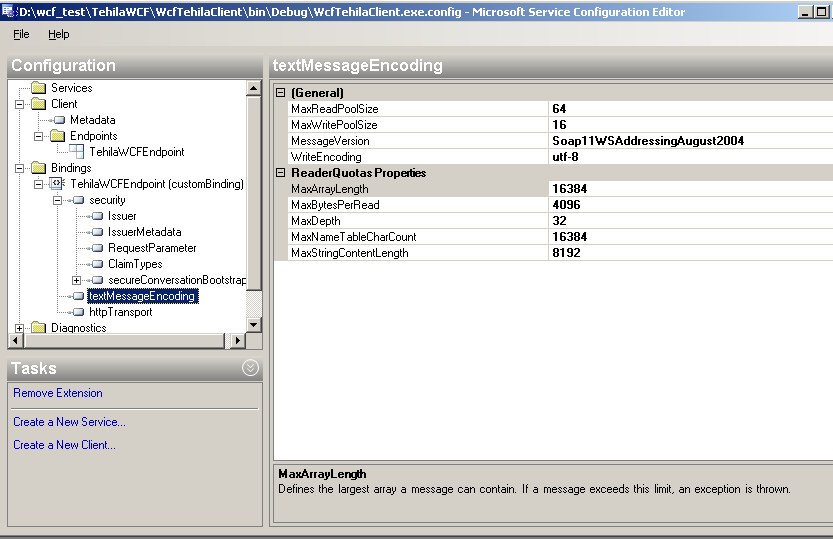 D:\wcf_test\TehilaWCF\WcfTehilaClient\bin\Debug\WcfTehilaClient.exe.config - Microsoft Service Configuration Editor
File Help
Configuration
Services
Client
Metadata
Endpoints
TehilaWCFEndpoint
Bindings
TehilaWCFEndpoint (customBinding)
security
Issuer
IssuerMetadata
RequestParameter
ClaimTypes
secureConversationBootstrap
textMessageEncoding
httpTransport
Diagnostics
Tasks
Remove Extension
Create a New Service...
Create a New Client...
textMessageEncoding
(General)
MaxReadPoolSize 64
MaxWritePoolSize 16
MessageVersion Soap11WSAddressingAugust2004
WriteEncoding utf-8
ReaderQuotas Properties
MaxArrayLength 16384
MaxBytesPerRead 4096
MaxDepth 32
MaxNameTableCharCount 16384
MaxStringContentLength 8192
MaxArrayLength
Defines the largest array a message can contain. If a message exceeds this limit, an exception is thrown.